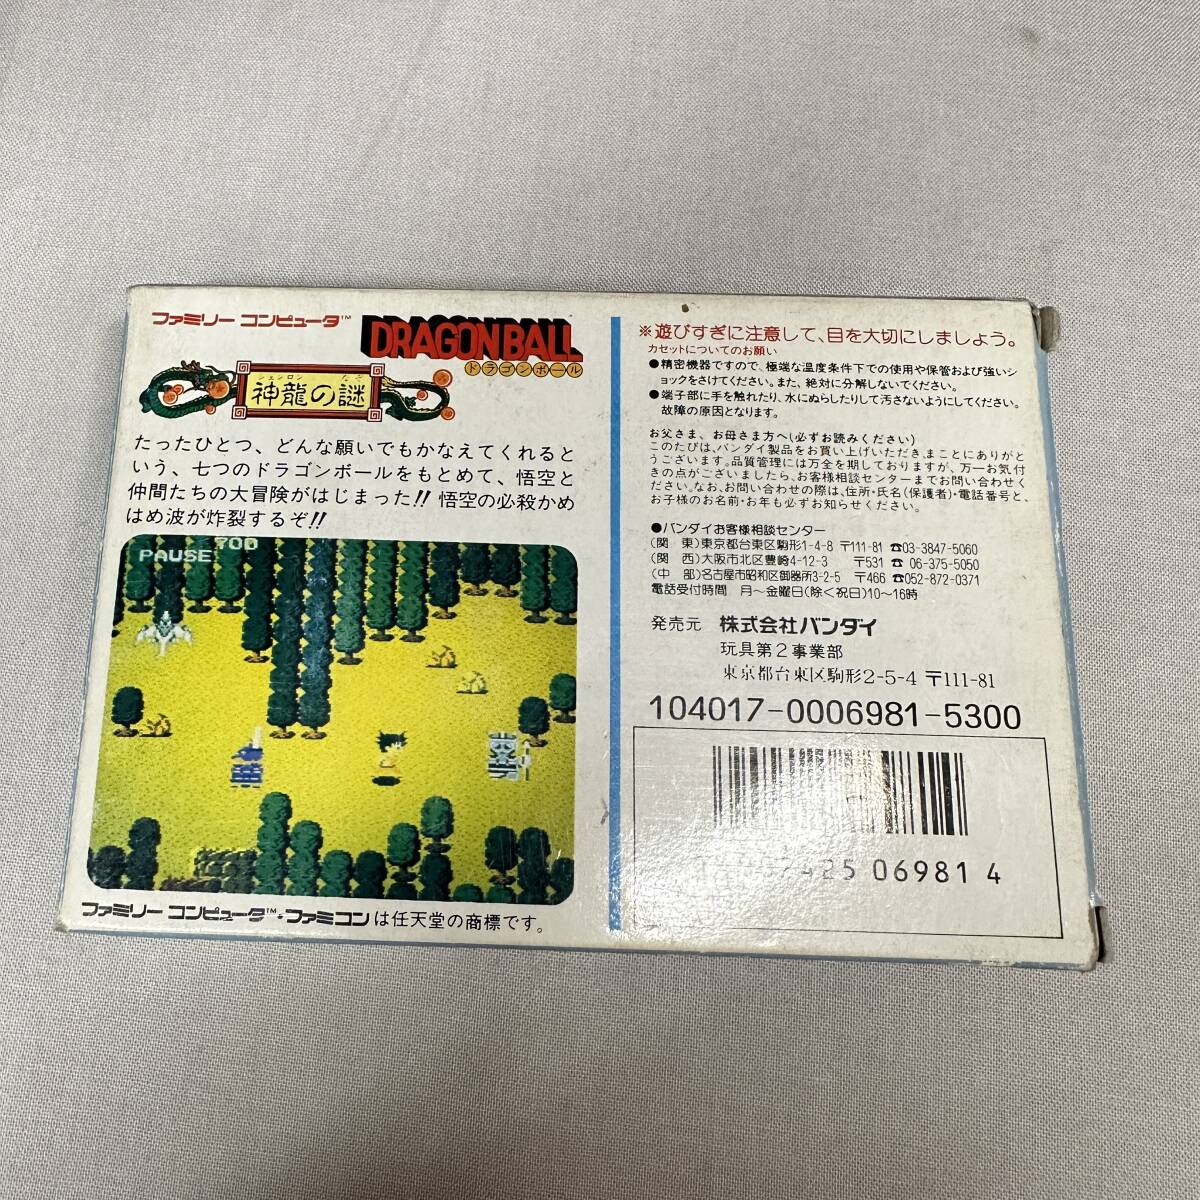 ファミリー コンピュータ™
DRAGONBALL
ドラゴンボール
シェンロン
神龍の謎
たったひとつ、どんな願いでもかなえてくれると
いう、七つのドラゴンボールをもとめて、悟空と
仲間たちの大冒険がはじまった!! 悟空の必殺かめ
はめ波が炸裂するぞ!!
PAUSE
ファミリー コンピュータ™・ファミコンは任天堂の商標です。
※遊びすぎに注意して、目を大切にしましょう。
カセットについてのお願い
●精密機器ですので、極端な温度条件下での使用や保管および強いシ
ョックをさけてください。また、絶対に分解しないでください。
●端子部に手を触れたり、水にぬらしたりして汚さないようにしてください。
故障の原因となります。
お父さま、お母さま方へ(必ずお読みください)
このたびは、バンダイ製品をお買い上げいただき、まことにありがと
うございます。品質管理には万全を期しておりますが、万一お気付
きの点がございましたら、お客様相談センターまでお問い合わせく
ださい。なお、お問い合わせの際は、住所・氏名(保護者)・電話番号と、
お子様のお名前・お年も必ずお知らせください。
●バンダイお客様相談センター
(関 東)東京都台東区駒形1-4-8 〒111-81 ☎03-3847-5060
(関 西)大阪市北区豊崎4-12-3 〒531 ☎ 06-375-5050
(中 部)名古屋市昭和区御器所3-2-5 〒466 ☎052-872-0371
電話受付時間 月〜金曜日(除く祝日)10〜16時
発売元 株式会社バンダイ
玩具第2事業部
東京都台東区駒形2-5-4 〒111-81
104017-0006981-5300
425 06981 4